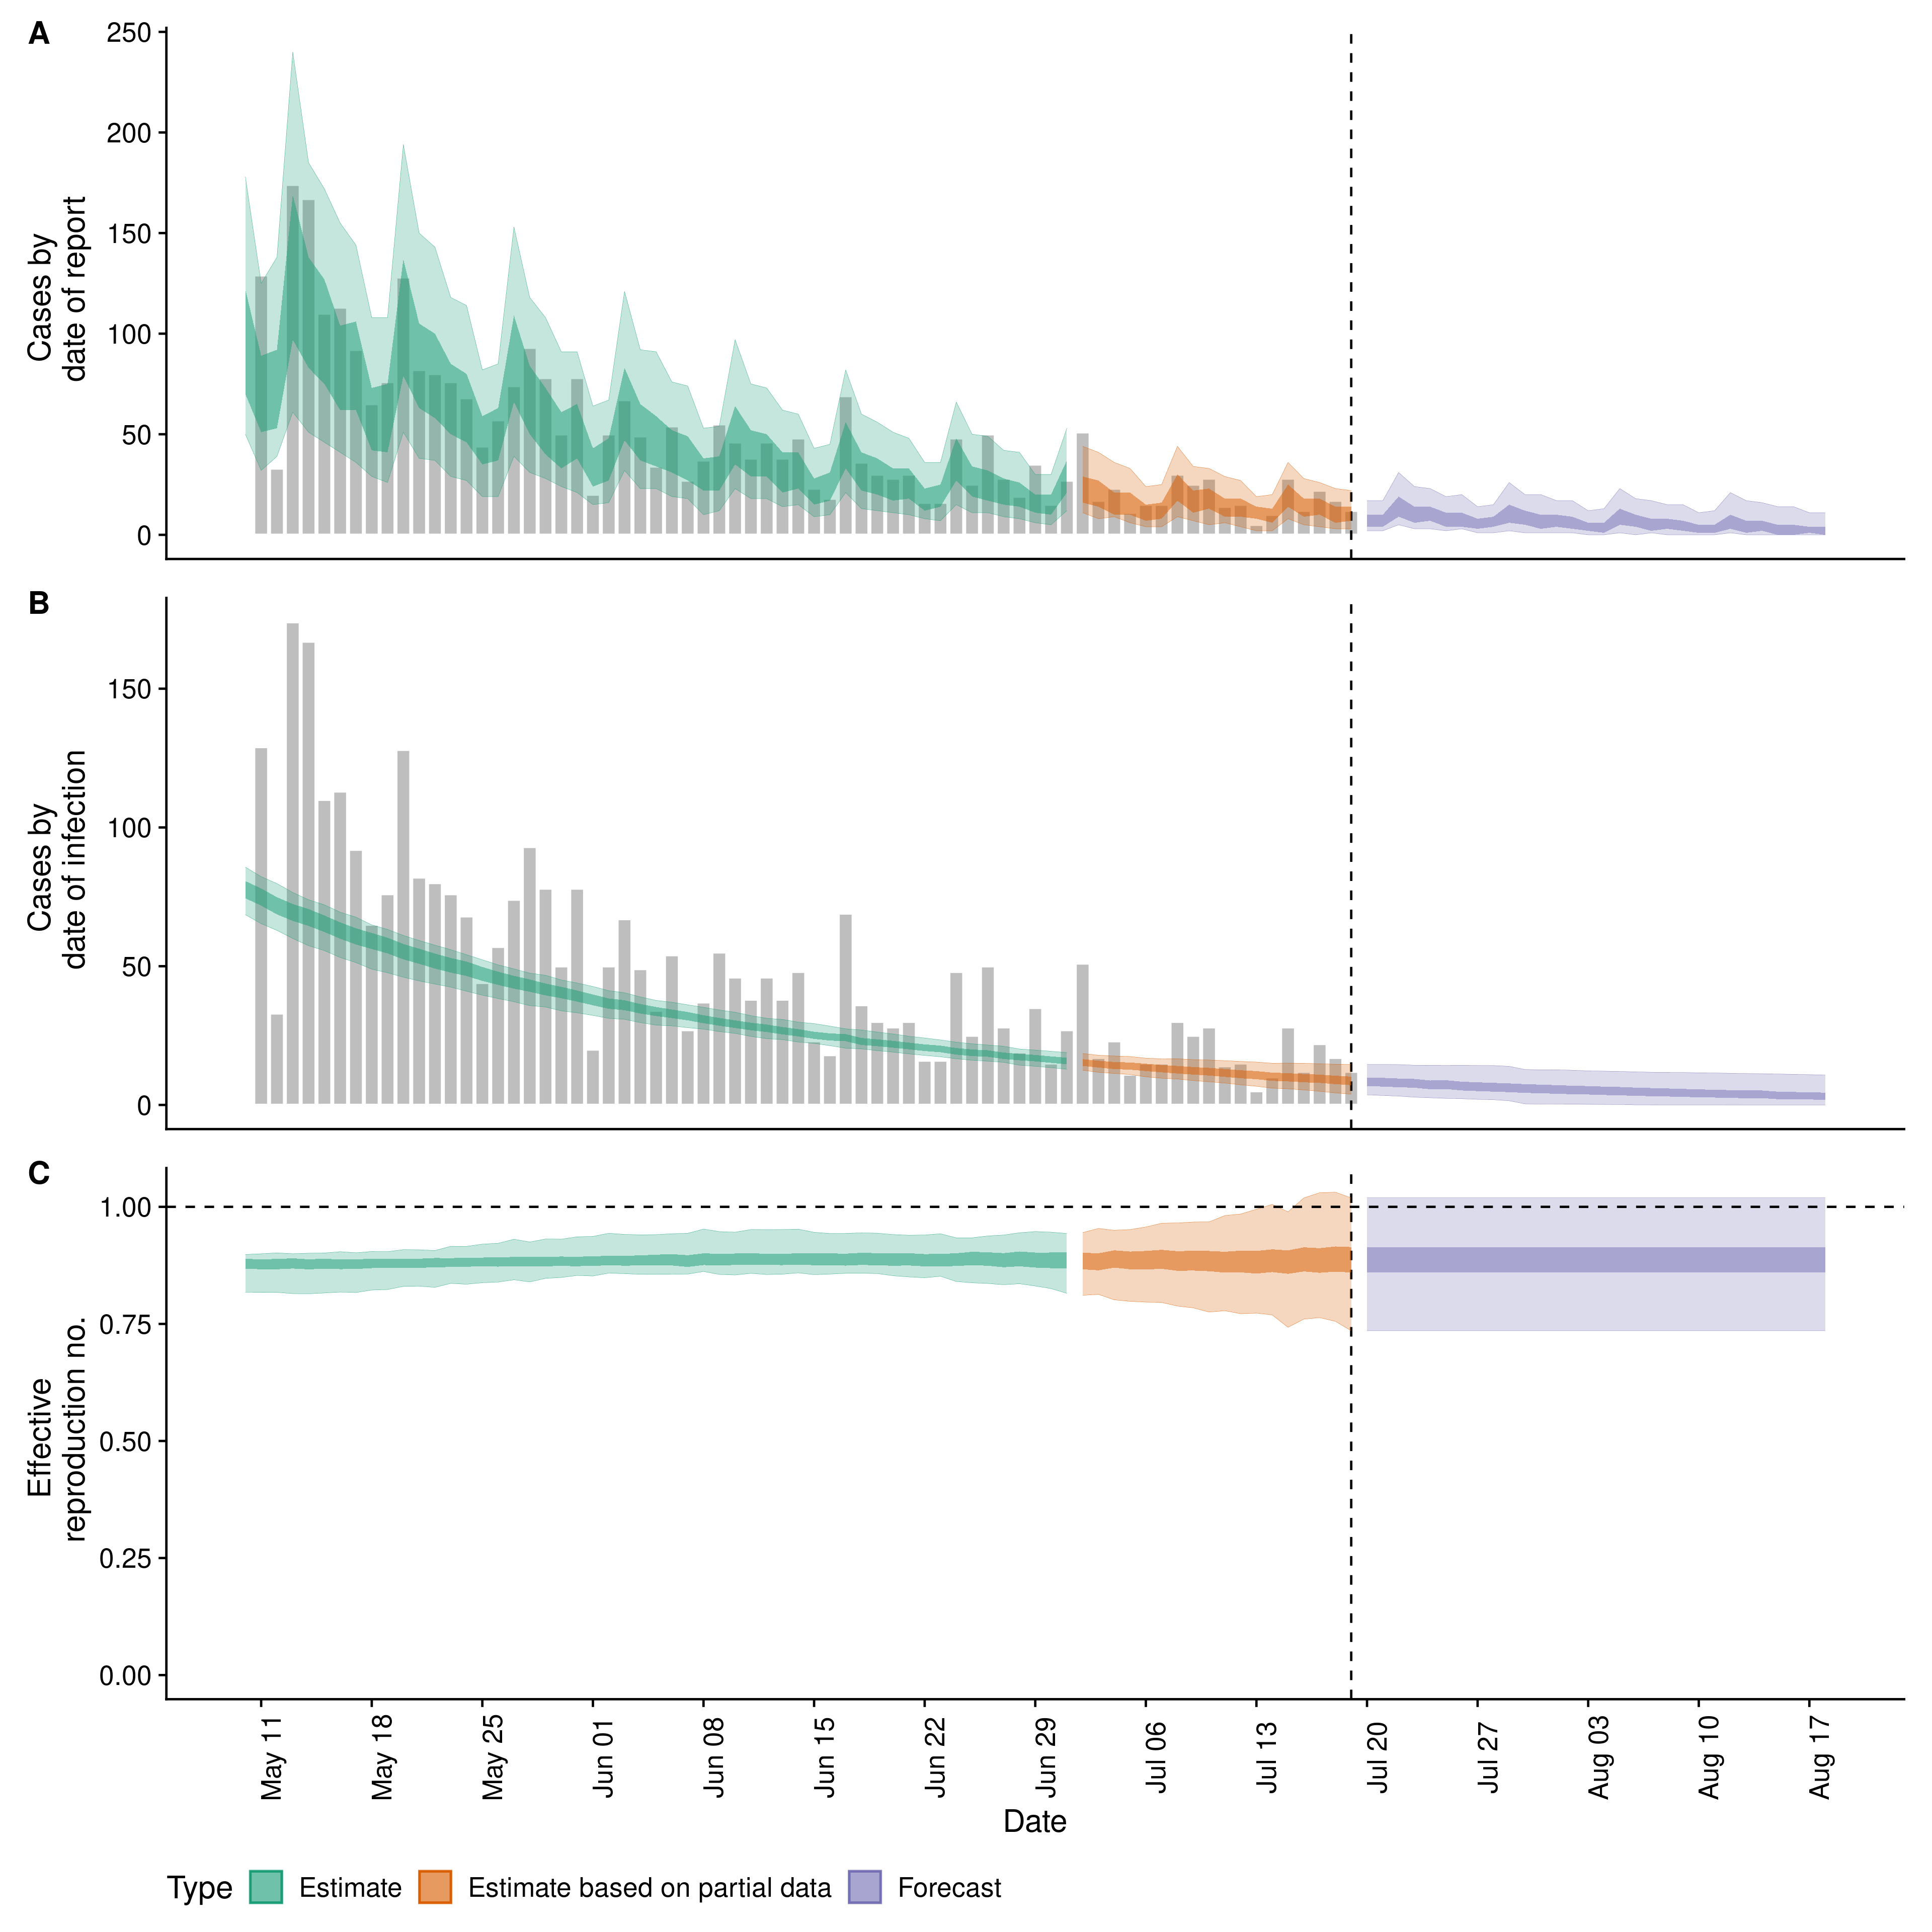 A
250
200
150
100
50
0
Cases by
date of report
B
150
100
50
0
Cases by
date of infection
C
1.00
0.75
0.50
0.25
0.00
Effective
reproduction no.
May 11
May 18
May 25
Jun 01
Jun 08
Jun 15
Jun 22
Jun 29
Jul 06
Jul 13
Jul 20
Jul 27
Aug 03
Aug 10
Aug 17
Date
Type Estimate Estimate based on partial data Forecast